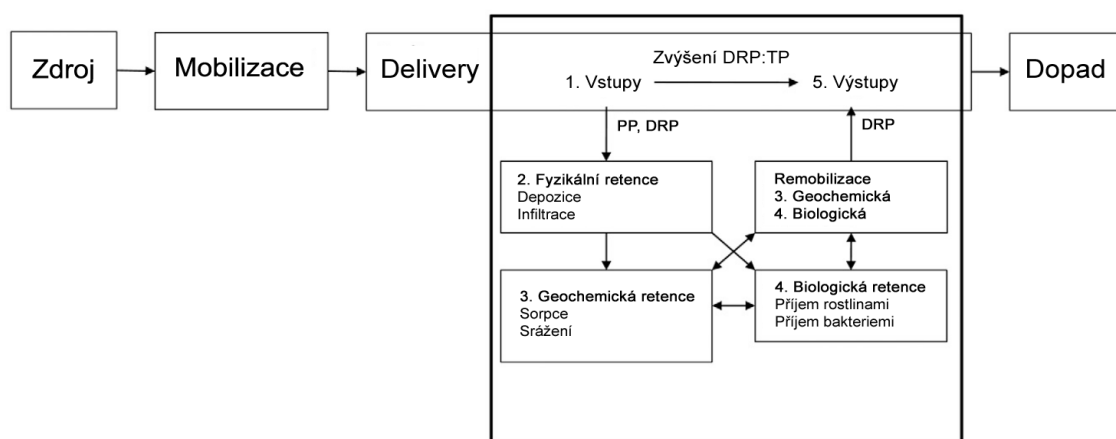 Zdroj
Mobilizace
Delivery
Zvýšení DRP:TP
1. Vstupy
5. Výstupy
Dopad
PP, DRP
DRP
2. Fyzikální retence
Depozice
Infiltrace
Remobilizace
3. Geochemická
4. Biologická
3. Geochemická retence
Sorpce
Srážení
4. Biologická retence
Příjem rostlinami
Příjem bakteriemi